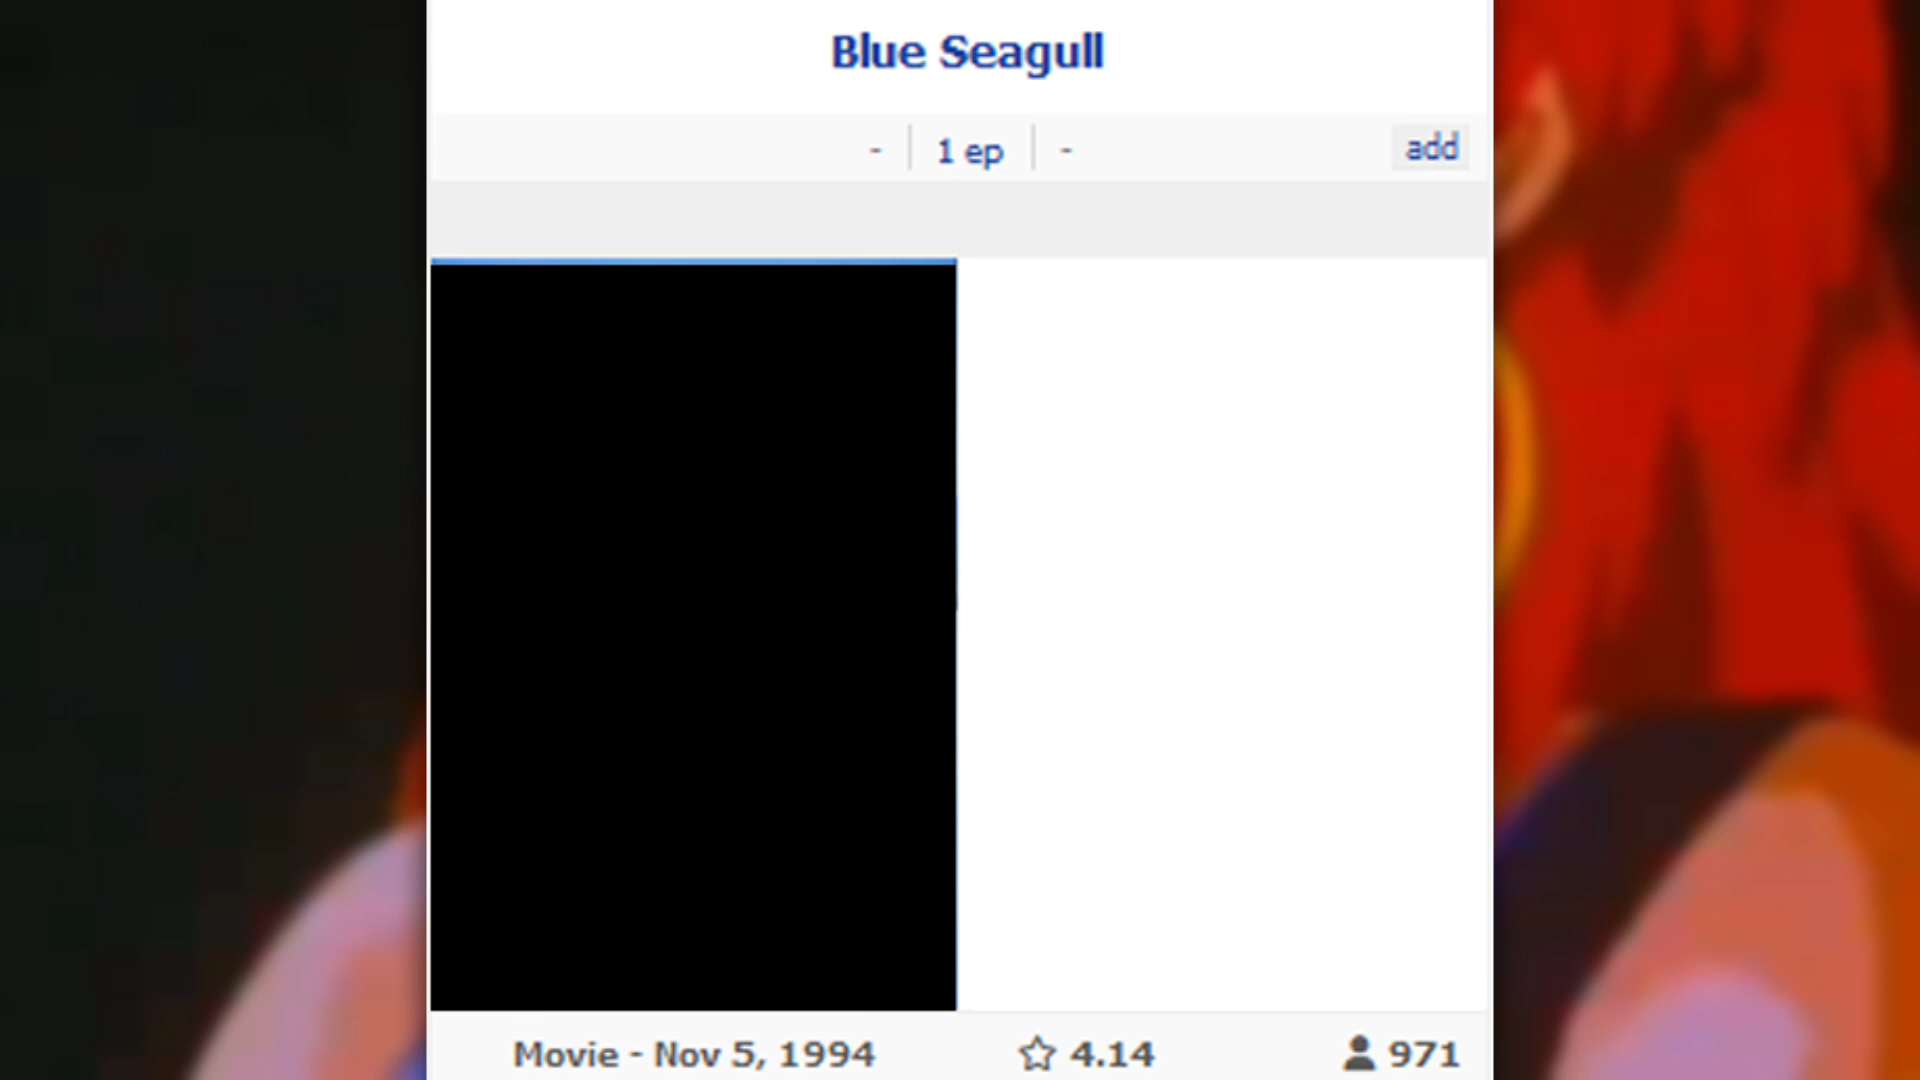 Blue Seagull
- 1 ep - add
Movie - Nov 5, 1994 4.14 971